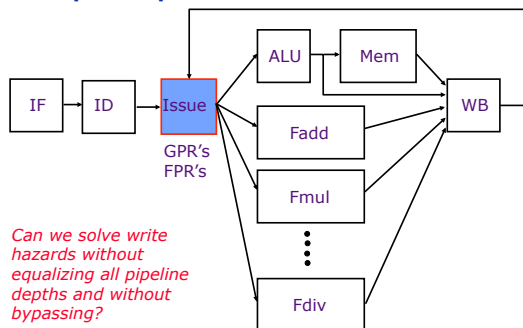 ALU
Mem
IF
ID
Issue
WB
GPR's
FPR's
Fadd
Fmul
Fdiv
Can we solve write
hazards without
equalizing all pipeline
depths and without
bypassing?